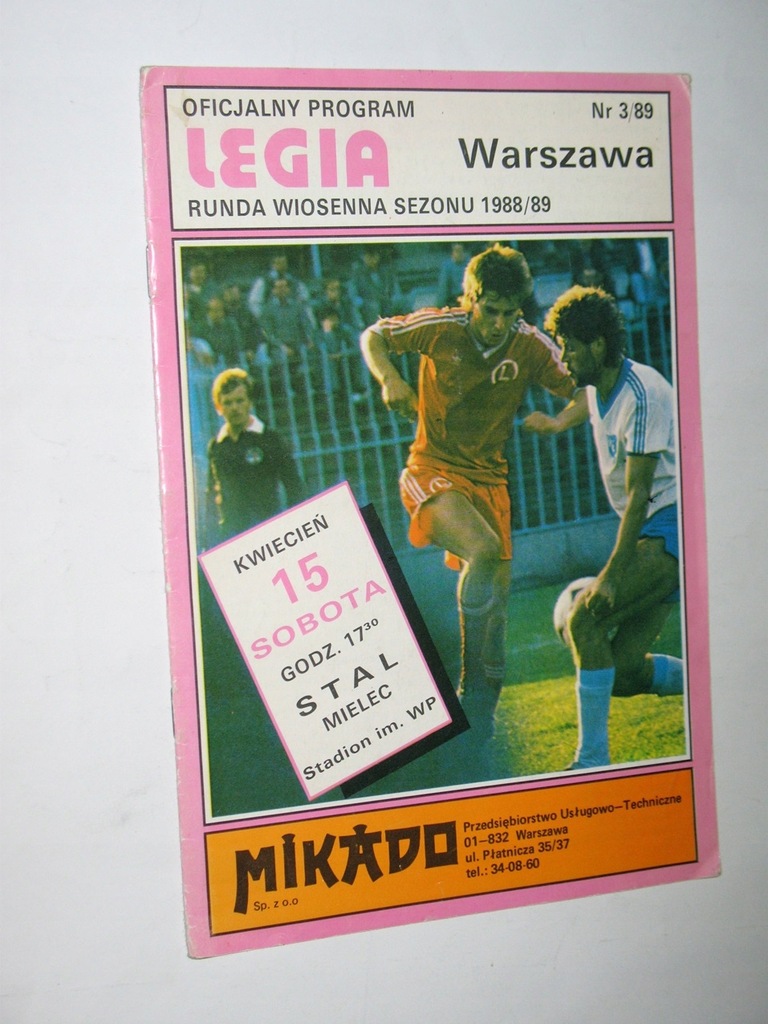 OFICJALNY PROGRAM
Nr 3/89
LEGIA Warszawa
RUNDA WIOSENNA SEZONU 1988/89
KWIECIEŃ
15
SOBOTA
GODZ. 17³⁰
STAL
MIELEC
Stadion im. WP
MIKADO
Sp. z o.o
Przedsiębiorstwo Usługowo—Techniczne
01—832 Warszawa
ul. Płatnicza 35/37
tel.: 34-08-60